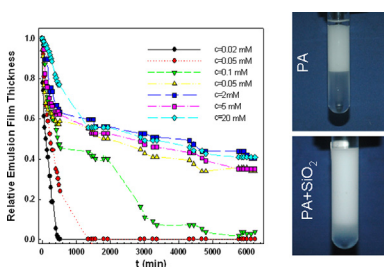 Relative Emulsion Film Thickness
1.0
0.8
0.6
0.4
0.2
0.0
c=0.02 mM
c=0.05 mM
c=0.1 mM
c=0.05 mM
c=2mM
c=6 mM
c=20 mM
0 1000 2000 3000 4000 5000 6000
t (min)
PA
PA+SiO2